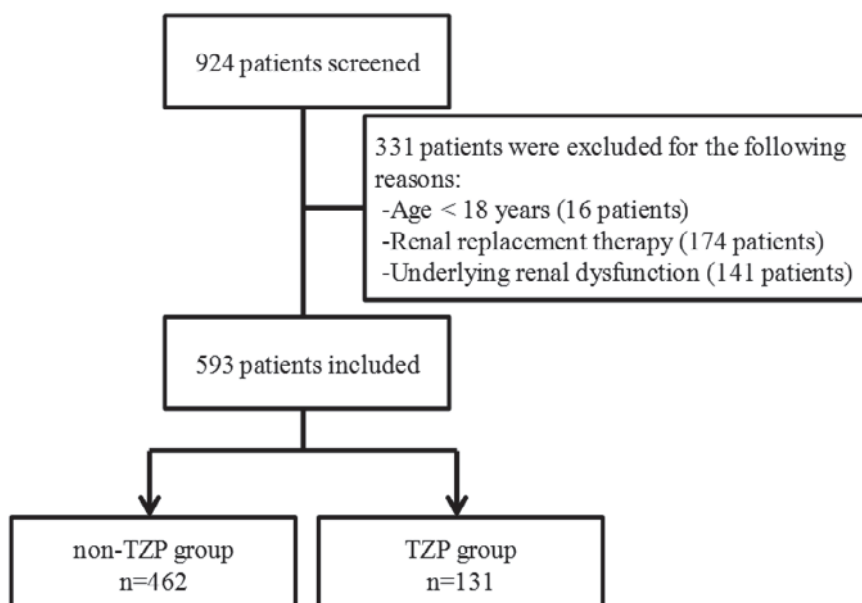 924 patients screened
331 patients were excluded for the following
reasons:
-Age < 18 years (16 patients)
-Renal replacement therapy (174 patients)
-Underlying renal dysfunction (141 patients)
593 patients included
non-TZP group
n=462
TZP group
n=131